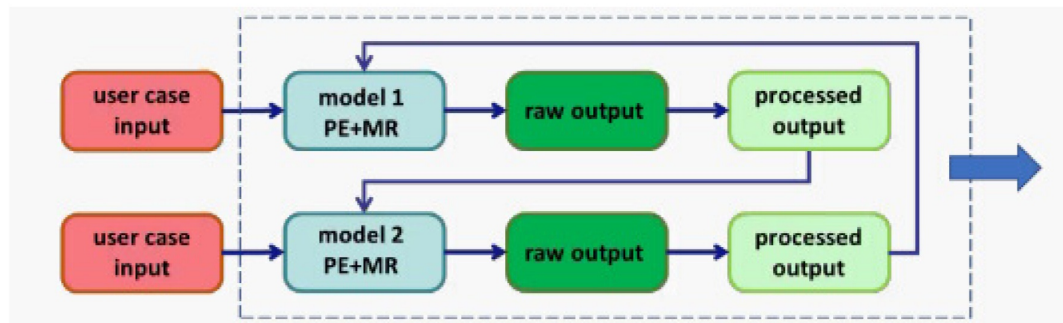 user case
input
model 1
PE+MR
raw output
processed
output
user case
input
model 2
PE+MR
raw output
processed
output